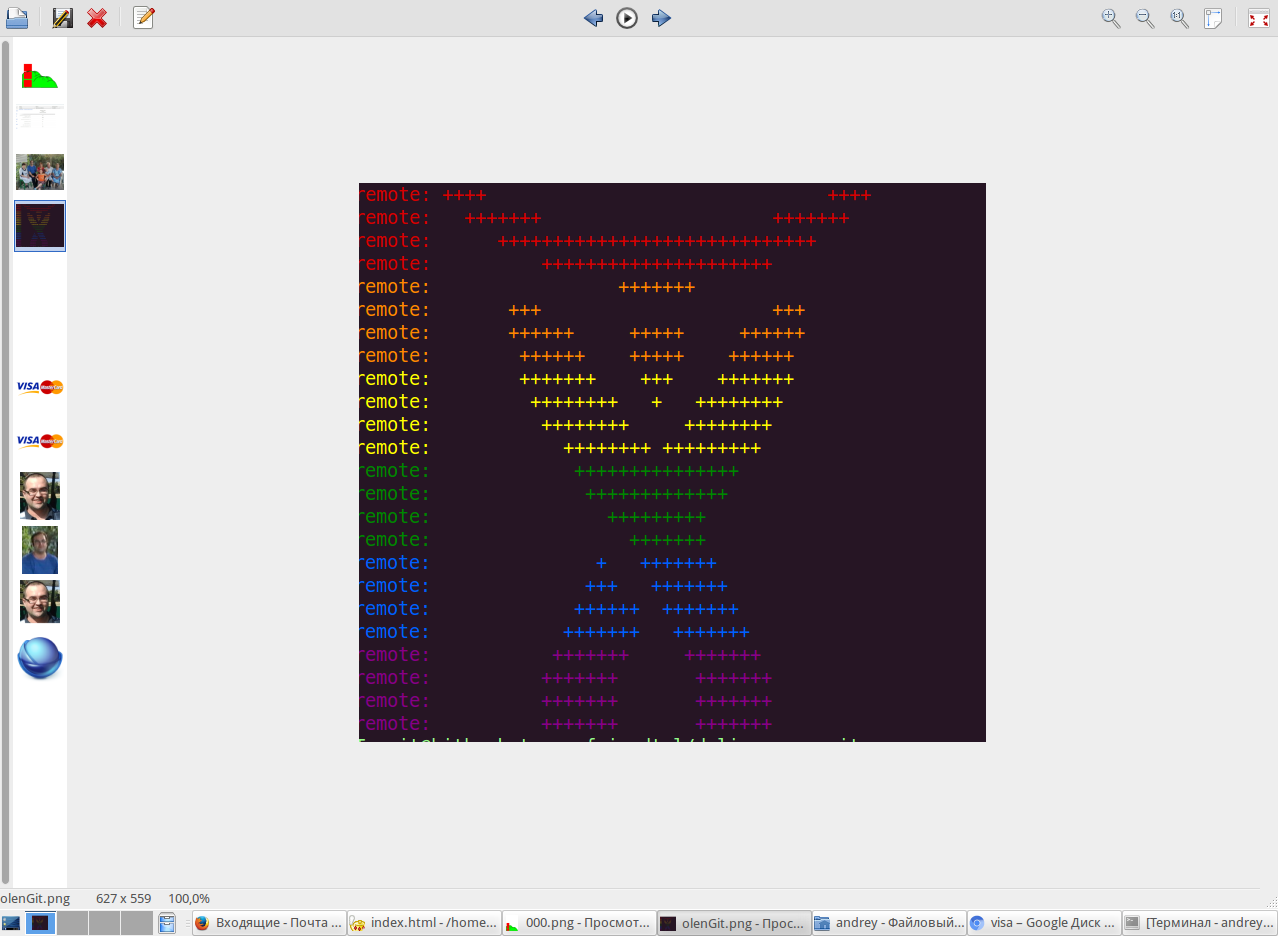 remote: ++++ ++++
remote: +++++++ +++++++
remote: +++++++++++++++++++++++++++++
remote: +++++++++++++++++++++
remote: +++++++
remote: +++ +++
remote: ++++++ +++++ ++++++
remote: ++++++ +++++ ++++++
remote: +++++++ +++ +++++++
remote: ++++++++ + ++++++++
remote: ++++++++ ++++++++
remote: ++++++++ +++++++++
remote: +++++++++++++++
remote: +++++++++++++
remote: +++++++++
remote: +++++++
remote: + +++++++
remote: +++ +++++++
remote: ++++++ +++++++
remote: +++++++ +++++++
remote: +++++++ +++++++
remote: +++++++ +++++++
remote: +++++++ +++++++
remote: +++++++ +++++++
VISA
VISA
olenGit.png 627 x 559 100,0%
Входящие - Почта ... index.html - /home... 000.png - Просмот... olenGit.png - Прос... andrey - Файловый... visa – Google Диск ... [Терминал - andrey...